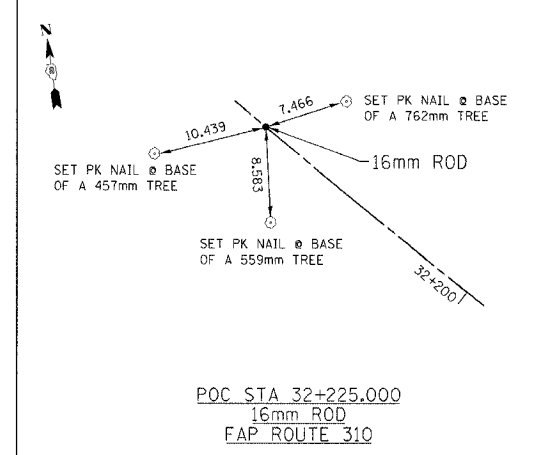 N
7.466
SET PK NAIL @ BASE
OF A 762mm TREE
10.439
16mm ROD
SET PK NAIL @ BASE
OF A 457mm TREE
8.583
SET PK NAIL @ BASE
OF A 559mm TREE
32+200
POC STA 32+225.000
16mm ROD
FAP ROUTE 310